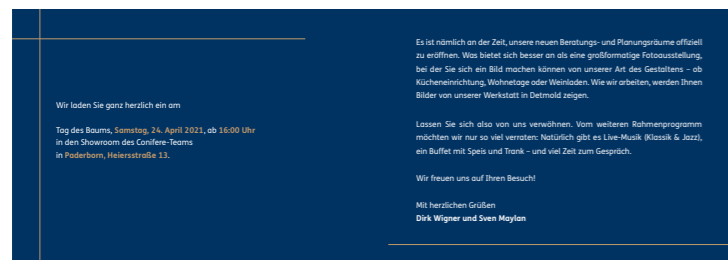 Wir laden Sie ganz herzlich ein am
Tag des Baums, Samstag, 24. April 2021, ab 16:00 Uhr
in den Showroom des Conifere-Teams
in Paderborn, Heiersstraße 13.
Es ist nämlich an der Zeit, unsere neuen Beratungs- und Planungsräume offiziell
zu eröffnen. Was bietet sich besser an als eine großformatige Fotoausstellung,
bei der Sie sich ein Bild machen können von unserer Art des Gestaltens – ob
Kücheneinrichtung, Wohnetage oder Weinladen. Wie wir arbeiten, werden Ihnen
Bilder von unserer Werkstatt in Detmold zeigen.
Lassen Sie sich also von uns verwöhnen. Vom weiteren Rahmenprogramm
möchten wir nur so viel verraten: Natürlich gibt es Live-Musik (Klassik & Jazz),
ein Buffet mit Speis und Trank – und viel Zeit zum Gespräch.
Wir freuen uns auf Ihren Besuch!
Mit herzlichen Grüßen
Dirk Wigner und Sven Maylan